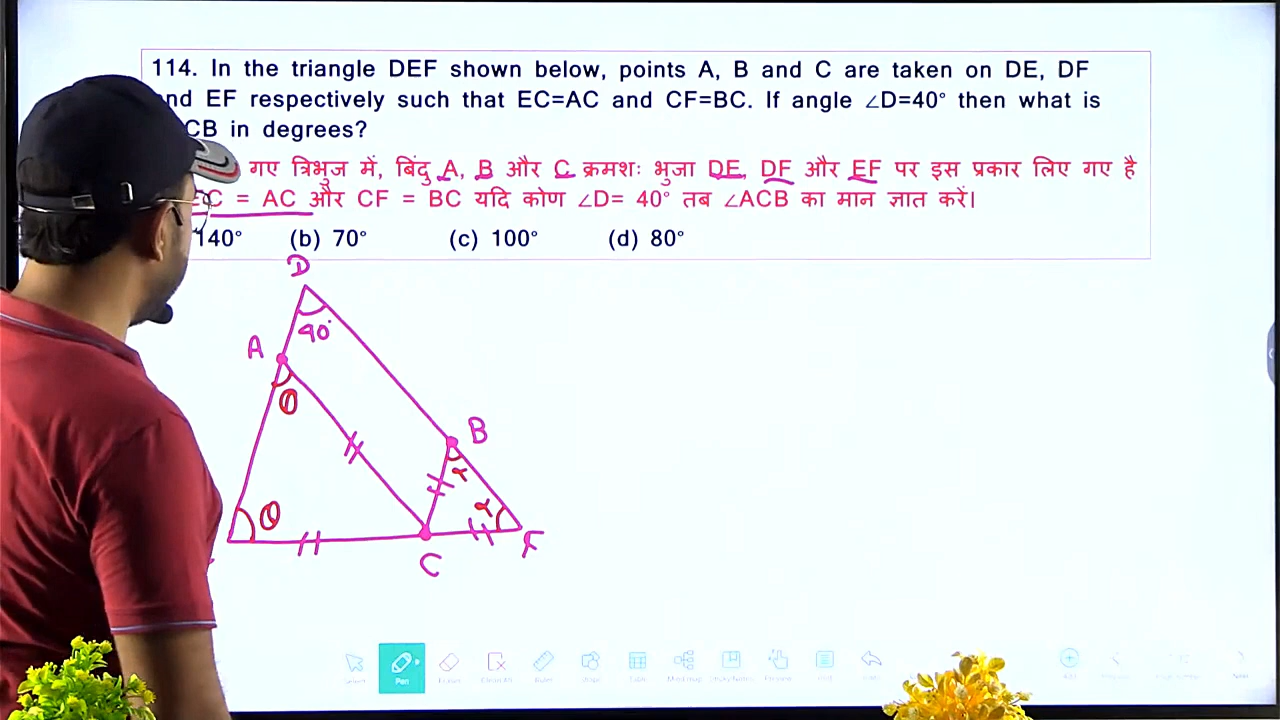 114. In the triangle DEF shown below, points A, B and C are taken on DE, DF
nd EF respectively such that EC=AC and CF=BC. If angle ∠D=40° then what is
CB in degrees?
गए त्रिभुज में, बिंदु A, B और C क्रमशः भुजा DE, DF और EF पर इस प्रकार लिए गए है
EC = AC और CF = BC यदि कोण ∠D= 40° तब ∠ACB का मान ज्ञात करें।
140° (b) 70° (c) 100° (d) 80°
D
40°
A
θ
B
α
θ
α
C
F
Pen